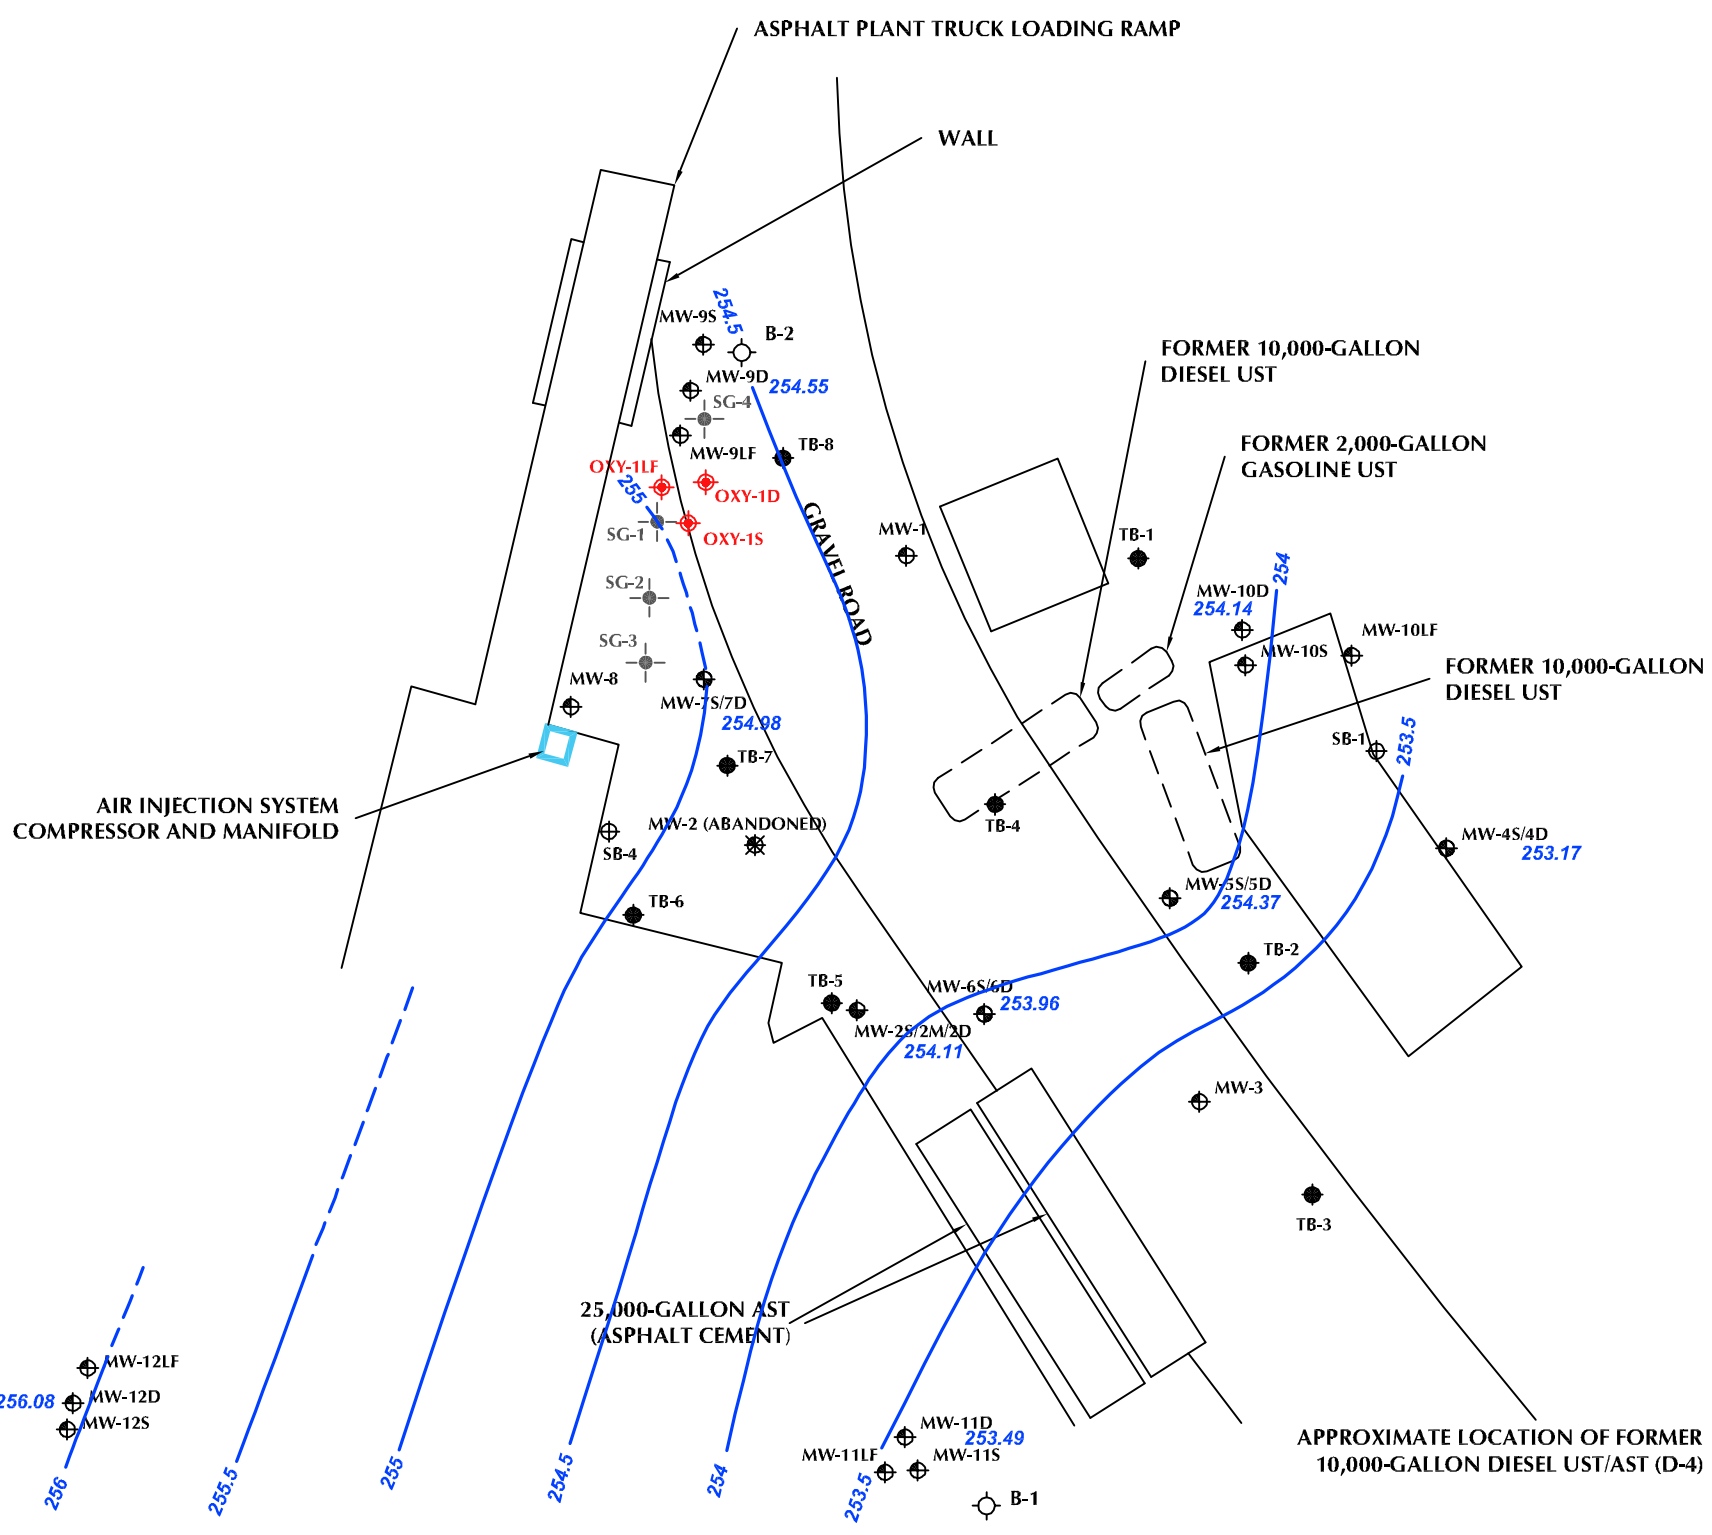 ASPHALT PLANT TRUCK LOADING RAMP
WALL
254.5
MW-9S
B-2
FORMER 10,000-GALLON
DIESEL UST
MW-9D
254.55
SG-4
TB-8
MW-9LF
FORMER 2,000-GALLON
GASOLINE UST
OXY-1LF
255
OXY-1D
SG-1
OXY-1S
GRAVEL ROAD
MW-1
TB-1
254
SG-2
MW-10D
254.14
MW-10LF
SG-3
MW-10S
FORMER 10,000-GALLON
DIESEL UST
MW-8
MW-7S/7D
254.98
SB-1
253.5
TB-7
AIR INJECTION SYSTEM
COMPRESSOR AND MANIFOLD
MW-2 (ABANDONED)
TB-4
SB-4
MW-4S/4D
253.17
TB-6
MW-5S/5D
254.37
TB-2
TB-5
MW-6S/6D
253.96
MW-2S/2M/2D
254.11
MW-3
TB-3
25,000-GALLON AST
(ASPHALT CEMENT)
MW-12LF
256.08
MW-12D
MW-12S
MW-11D
253.49
MW-11LF
MW-11S
B-1
256
255.5
255
254.5
254
253.5
APPROXIMATE LOCATION OF FORMER
10,000-GALLON DIESEL UST/AST (D-4)